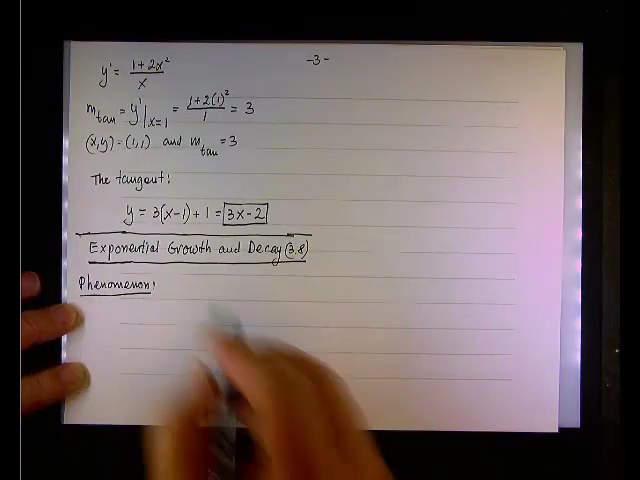 -3-
y' = (1+2x²)/x
m_tan = y'|_x=1 = (1+2(1)²)/1 = 3
(x,y)=(1,1) and m_tan = 3
The tangent:
y = 3(x-1)+1 = 3x-2
Exponential Growth and Decay (3.8)
Phenomenon: